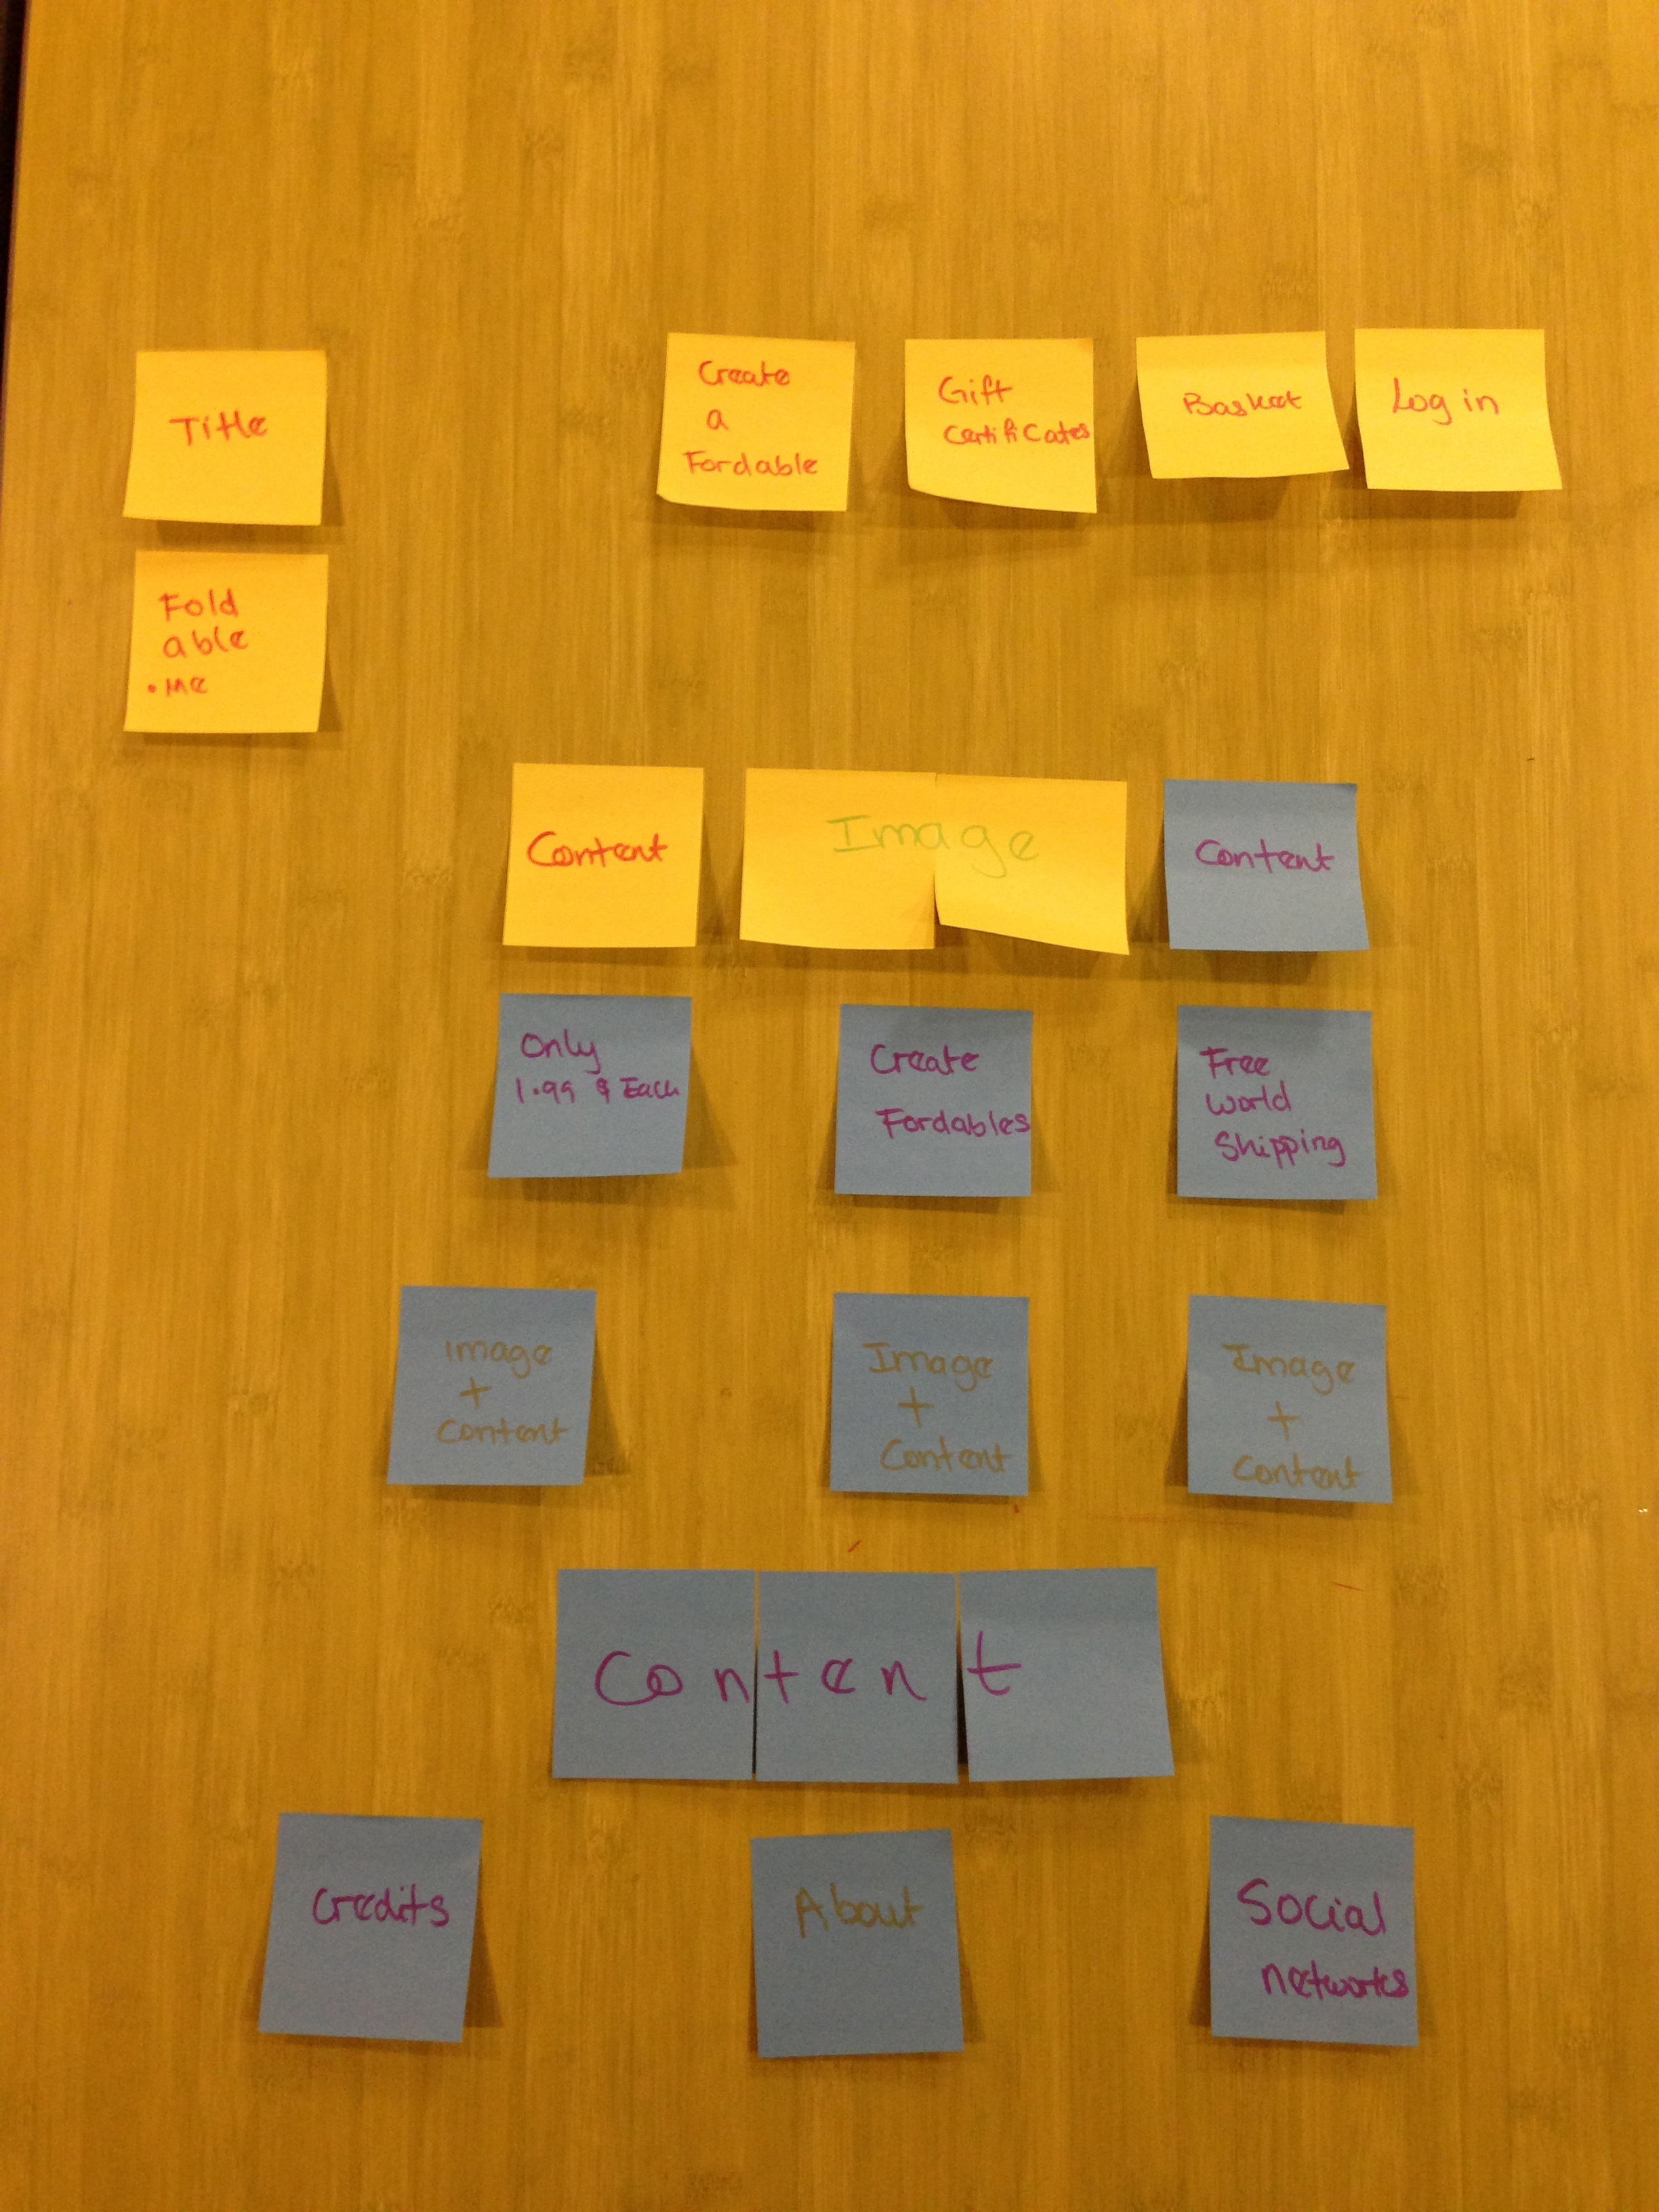 Title
Create
a
Fordable
Gift
Certificates
Basket
Log in
Fold
able
.Me
Content
Image
Content
Only
1.99 $ Each
Create
Fordables
Free
World
Shipping
Image
+
Content
Image
+
Content
Image
+
Content
Content
Credits
About
Social
networks